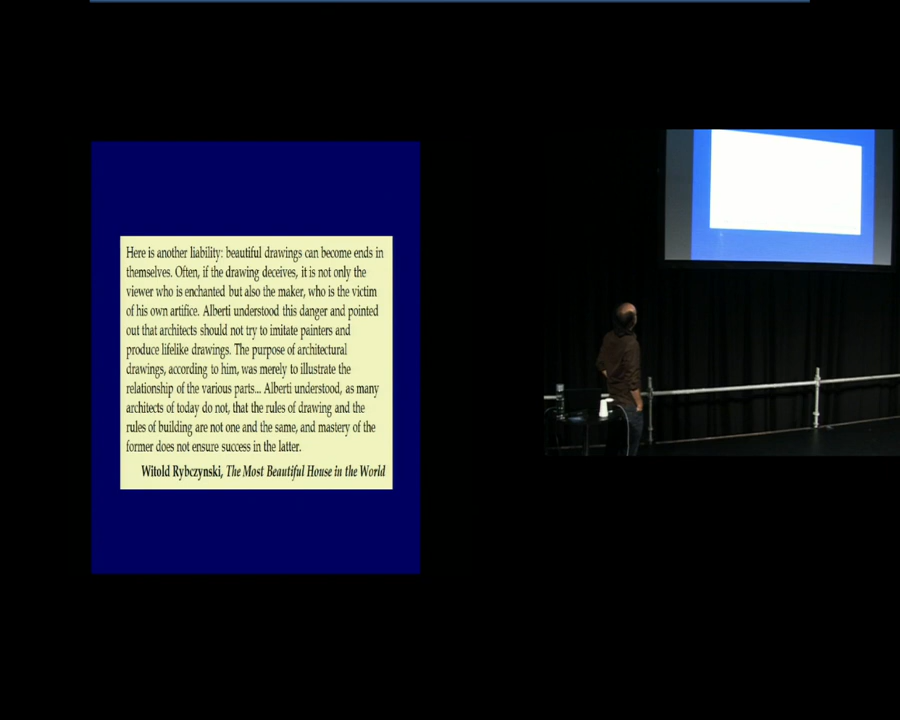 Here is another liability: beautiful drawings can become ends in
themselves. Often, if the drawing deceives, it is not only the
viewer who is enchanted but also the maker, who is the victim
of his own artifice. Alberti understood this danger and pointed
out that architects should not try to imitate painters and
produce lifelike drawings. The purpose of architectural
drawings, according to him, was merely to illustrate the
relationship of the various parts... Alberti understood, as many
architects of today do not, that the rules of drawing and the
rules of building are not one and the same, and mastery of the
former does not ensure success in the latter.
Witold Rybczynski, The Most Beautiful House in the World